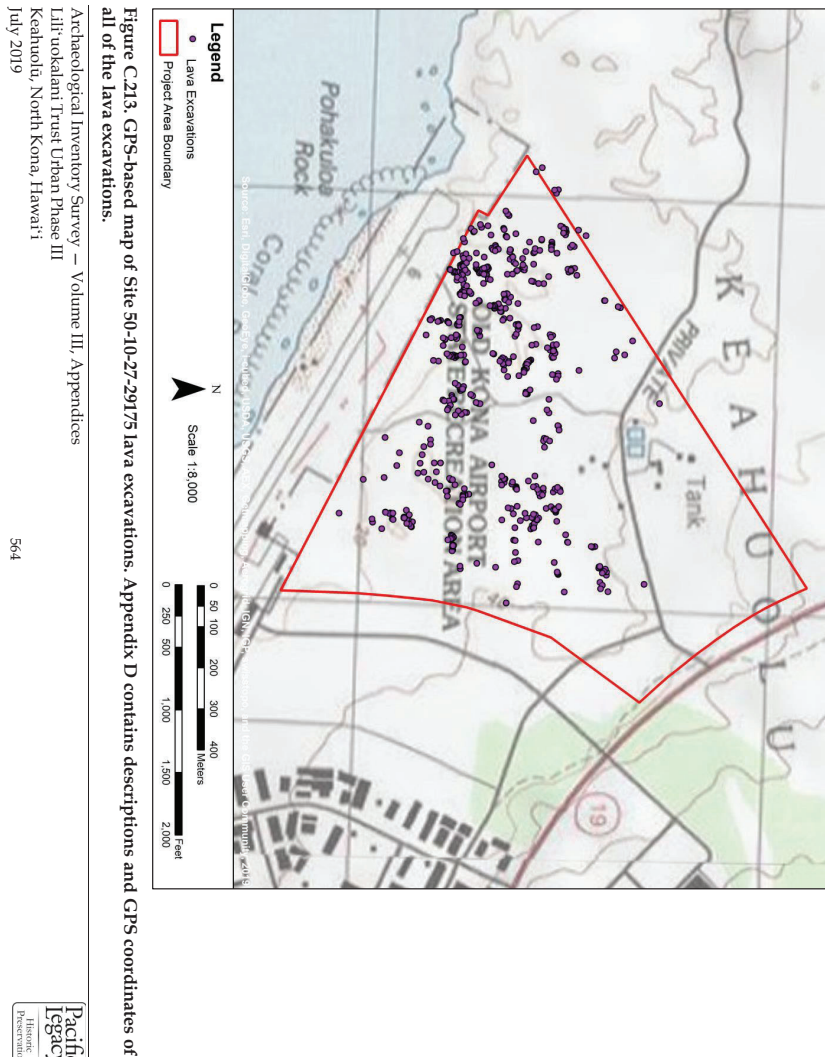 K E A H U O L U
PRIVATE
Tank
19
OLD KONA AIRPORT
STATE RECREATION AREA
40
20
Pohakuloa
Rock
Coral
Legend
Lava Excavations
Project Area Boundary
N
Scale 1:8,000
0 50 100 200 300 400
Meters
0 250 500 1,000 1,500 2,000
Feet
Figure C.213. GPS-based map of Site 50-10-27-29175 lava excavations. Appendix D contains descriptions and GPS coordinates of
all of the lava excavations.
Archaeological Inventory Survey – Volume III, Appendices
Liliʻuokalani Trust Urban Phase III
Keahuolū, North Kona, Hawaiʻi
July 2019
564
Pacific
Legacy
Historic
Preservation